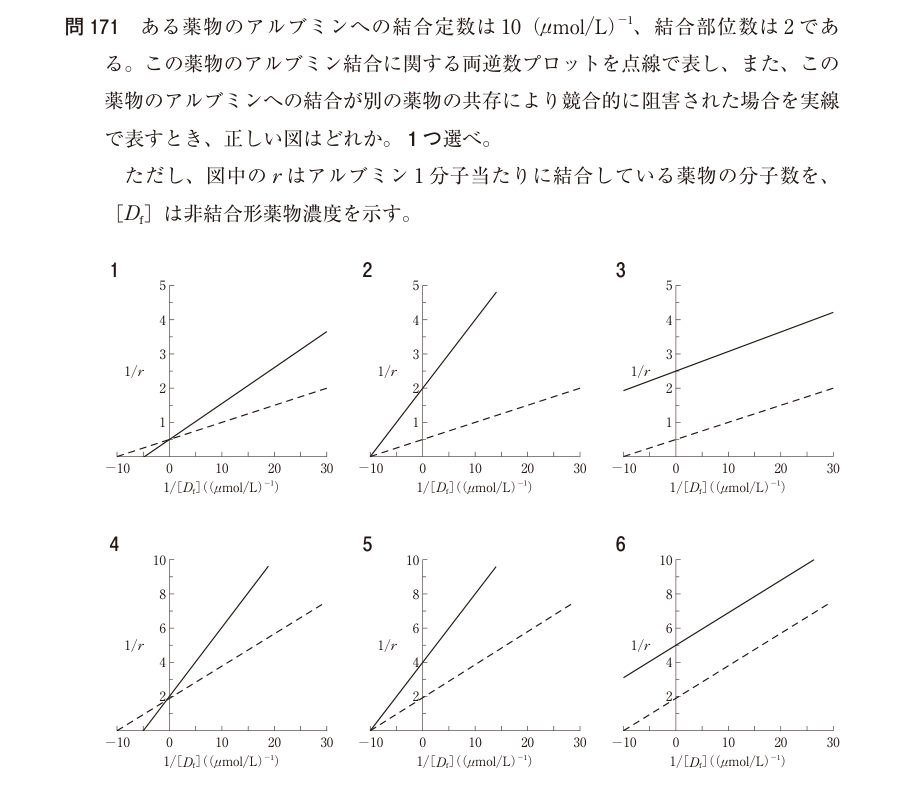 問 171 ある薬物のアルブミンへの結合定数は 10 (μmol/L)⁻¹、結合部位数は 2 であ
る。この薬物のアルブミン結合に関する両逆数プロットを点線で表し、また、この
薬物のアルブミンへの結合が別の薬物の共存により競合的に阻害された場合を実線
で表すとき、正しい図はどれか。1つ選べ。
ただし、図中の r はアルブミン 1 分子当たりに結合している薬物の分子数を、
[Df] は非結合形薬物濃度を示す。
1
5
4
3
1/r
2
1
−10 0 10 20 30
1/[Df]((μmol/L)⁻¹)
2
5
4
3
1/r
2
1
−10 0 10 20 30
1/[Df]((μmol/L)⁻¹)
3
5
4
3
1/r
2
1
−10 0 10 20 30
1/[Df]((μmol/L)⁻¹)
4
10
8
6
1/r
4
2
−10 0 10 20 30
1/[Df]((μmol/L)⁻¹)
5
10
8
6
1/r
4
2
−10 0 10 20 30
1/[Df]((μmol/L)⁻¹)
6
10
8
6
1/r
4
2
−10 0 10 20 30
1/[Df]((μmol/L)⁻¹)